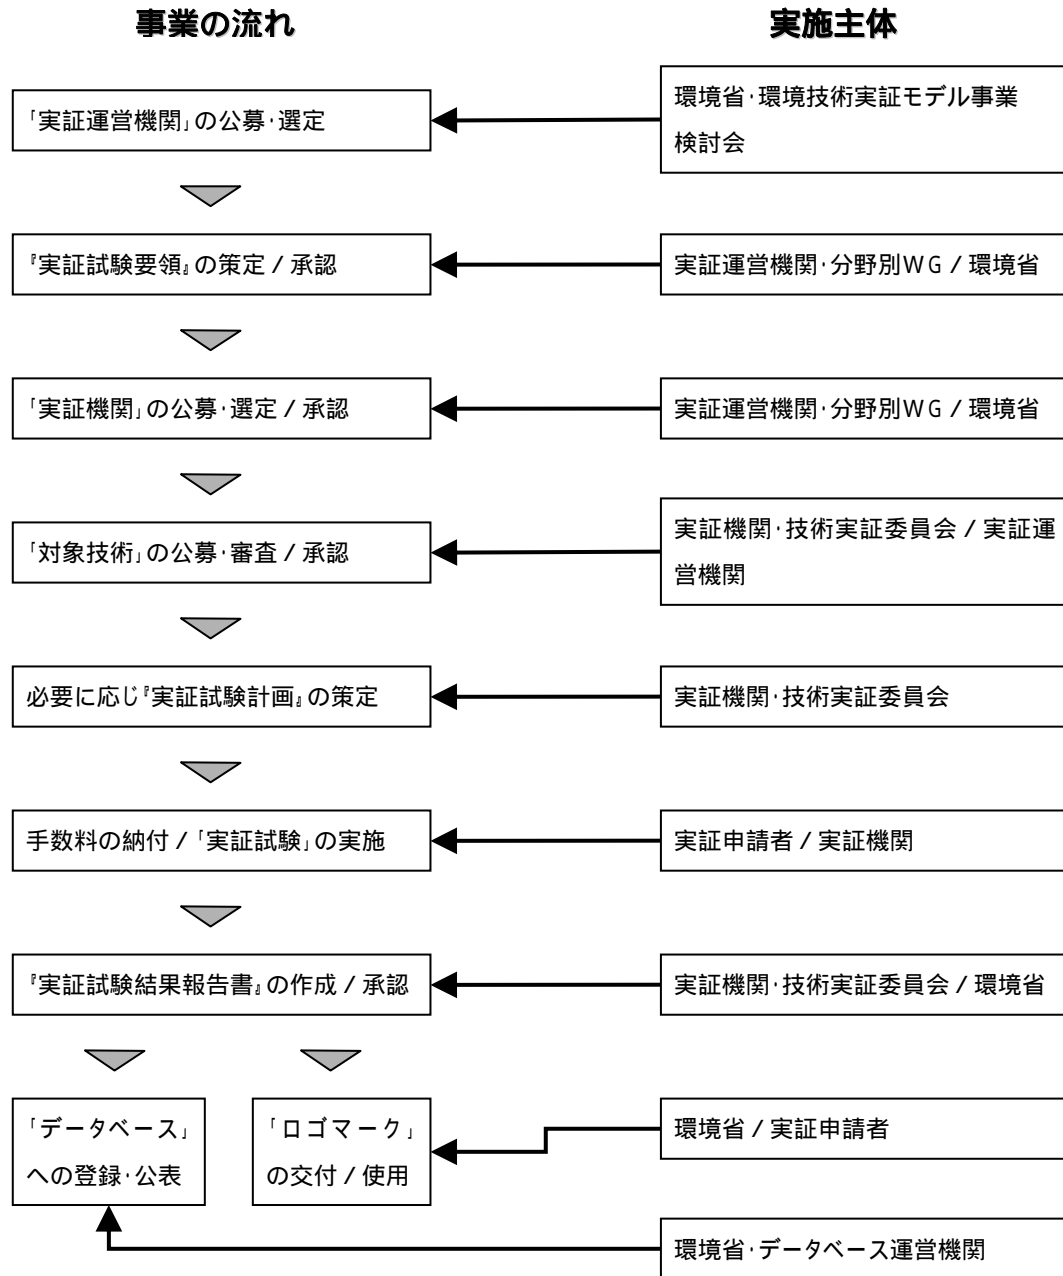 事業の流れ
実施主体
「実証運営機関」の公募・選定
環境省・環境技術実証モデル事業
検討会
『実証試験要領』の策定 / 承認
実証運営機関・分野別WG / 環境省
「実証機関」の公募・選定 / 承認
実証運営機関・分野別WG / 環境省
「対象技術」の公募・審査 / 承認
実証機関・技術実証委員会 / 実証運
営機関
必要に応じ『実証試験計画』の策定
実証機関・技術実証委員会
手数料の納付 / 「実証試験」の実施
実証申請者 / 実証機関
『実証試験結果報告書』の作成 / 承認
実証機関・技術実証委員会 / 環境省
「データベース」
への登録・公表
「ロゴマーク」
の交付 / 使用
環境省 / 実証申請者
環境省・データベース運営機関